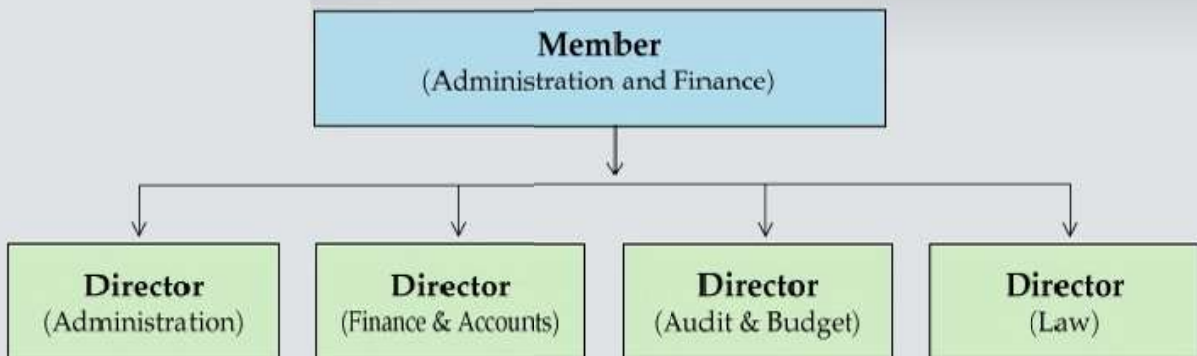 Member
(Administration and Finance)
Director
(Administration)
Director
(Finance & Accounts)
Director
(Audit & Budget)
Director
(Law)